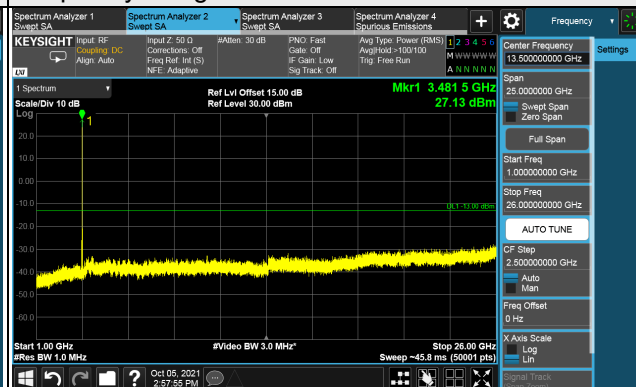 Spectrum Analyzer 1
Swept SA
Spectrum Analyzer 2
Swept SA
Spectrum Analyzer 3
Swept SA
Spectrum Analyzer 4
Spurious Emissions
Frequency
KEYSIGHT
Input: RF
Coupling: DC
Align: Auto
Input Z: 50 Ω
Corrections: Off
Freq Ref: Int (S)
NFE: Adaptive
#Atten: 30 dB
PNO: Fast
Gate: Off
IF Gain: Low
Sig Track: Off
Avg Type: Power (RMS)
Avg|Hold:>100/100
Trig: Free Run
1 2 3 4 5 6
M W W W W W
A N N N N N
LXI
1 Spectrum
Scale/Div 10 dB
Log
Ref Lvl Offset 15.00 dB
Ref Level 30.00 dBm
Mkr1 3.481 5 GHz
27.13 dBm
1
20.0
10.0
0.00
-10.0
-20.0
-30.0
-40.0
-50.0
-60.0
DL1 -13.00 dBm
Start 1.00 GHz
#Res BW 1.0 MHz
#Video BW 3.0 MHz*
Stop 26.00 GHz
Sweep ~45.8 ms (50001 pts)
Oct 05, 2021
2:57:55 PM
Center Frequency
13.500000000 GHz
Settings
Span
25.0000000 GHz
Swept Span
Zero Span
Full Span
Start Freq
1.000000000 GHz
Stop Freq
26.000000000 GHz
AUTO TUNE
CF Step
2.500000000 GHz
Auto
Man
Freq Offset
0 Hz
X Axis Scale
Log
Lin
Signal Track